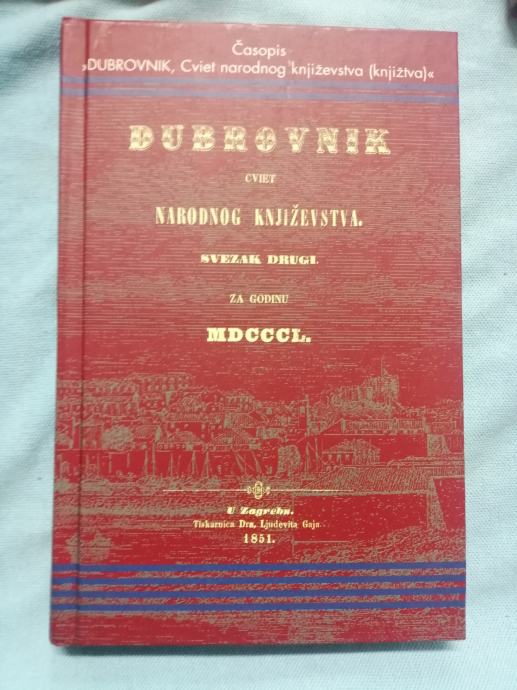 Časopis
»DUBROVNIK, Cviet narodnog književstva (knjižtva)«
DUBROVNIK
CVIET
NARODNOG KNJIŽEVSTVA.
SVEZAK DRUGI.
ZA GODINU
MDCCCL.
U Zagrebu.
Tiskarnica Dra. Ljudevita Gaja.
1851.